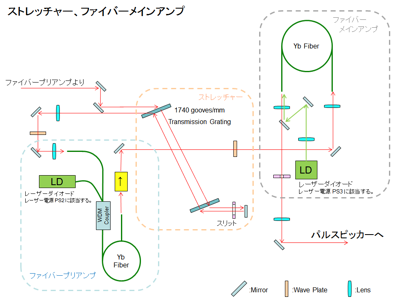 ストレッチャー、ファイバーメインアンプ
ファイバー
メインアンプ
Yb Fiber
ファイバープリアンプより
ストレッチャー
1740 gooves/mm
Transmission Grating
LD
レーザーダイオード
レーザー電源 PS3に該当する。
LD
レーザーダイオード
レーザー電源 PS2に該当する。
WDM
Coupler
Yb
Fiber
ファイバープリアンプ
スリット
パルスピッカーへ
:Mirror
:Wave Plate
:Lens